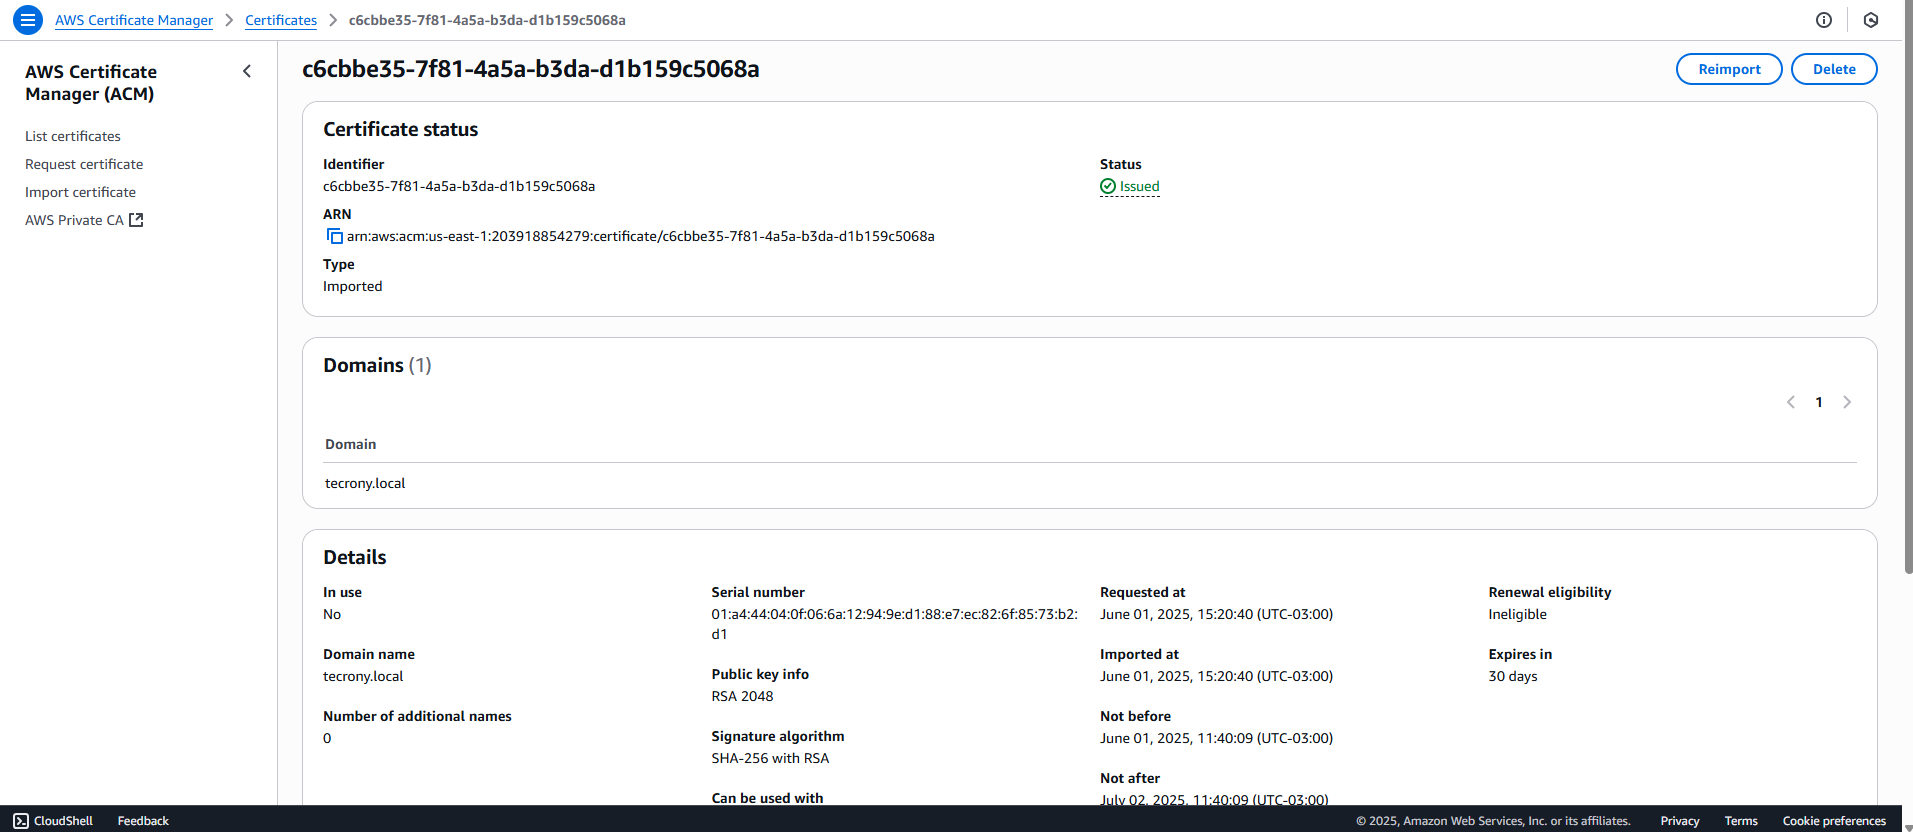 AWS Certificate Manager
Certificates
c6cbbe35-7f81-4a5a-b3da-d1b159c5068a
AWS Certificate
Manager (ACM)
List certificates
Request certificate
Import certificate
AWS Private CA
c6cbbe35-7f81-4a5a-b3da-d1b159c5068a
Reimport
Delete
Certificate status
Identifier
c6cbbe35-7f81-4a5a-b3da-d1b159c5068a
Status
Issued
ARN
arn:aws:acm:us-east-1:203918854279:certificate/c6cbbe35-7f81-4a5a-b3da-d1b159c5068a
Type
Imported
Domains (1)
1
Domain
tecrony.local
Details
In use
No
Domain name
tecrony.local
Number of additional names
0
Serial number
01:a4:44:04:0f:06:6a:12:94:9e:d1:88:e7:ec:82:6f:85:73:b2:
d1
Public key info
RSA 2048
Signature algorithm
SHA-256 with RSA
Can be used with
Requested at
June 01, 2025, 15:20:40 (UTC-03:00)
Imported at
June 01, 2025, 15:20:40 (UTC-03:00)
Not before
June 01, 2025, 11:40:09 (UTC-03:00)
Not after
July 02, 2025, 11:40:09 (UTC-03:00)
Renewal eligibility
Ineligible
Expires in
30 days
CloudShell
Feedback
© 2025, Amazon Web Services, Inc. or its affiliates.
Privacy
Terms
Cookie preferences